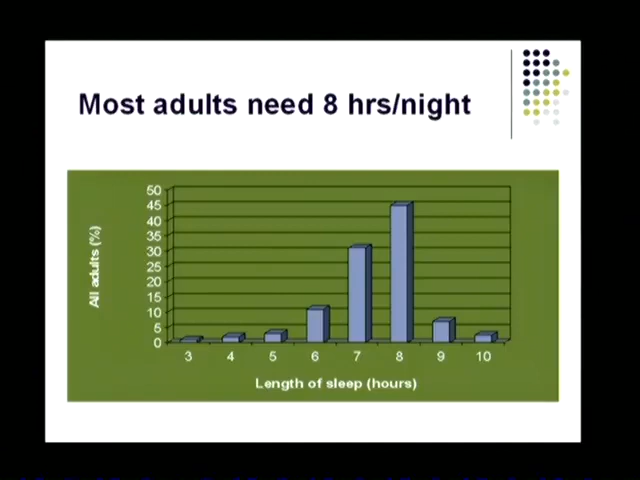 Most adults need 8 hrs/night
All adults (%)
50
45
40
35
30
25
20
15
10
5
0
3 4 5 6 7 8 9 10
Length of sleep (hours)